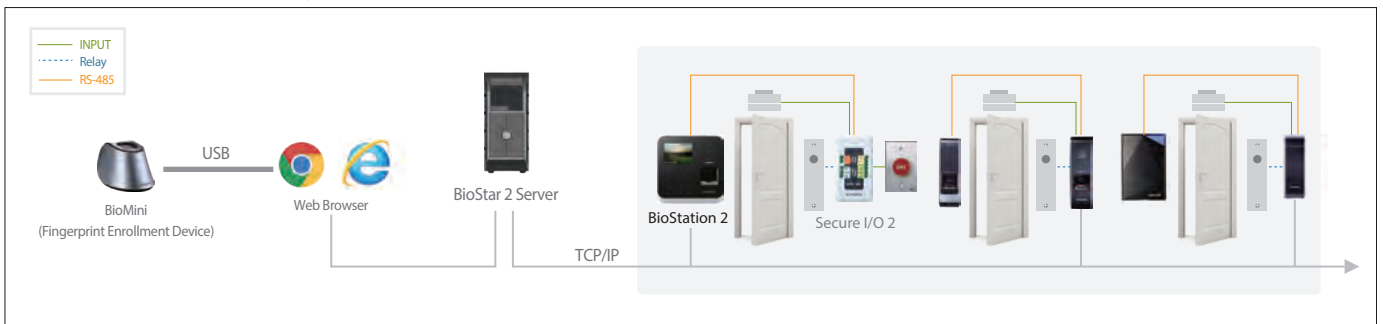 INPUT
Relay
RS-485
USB
BioMini
(Fingerprint Enrollment Device)
Web Browser
BioStar 2 Server
TCP/IP
BioStation 2
Secure I/O 2